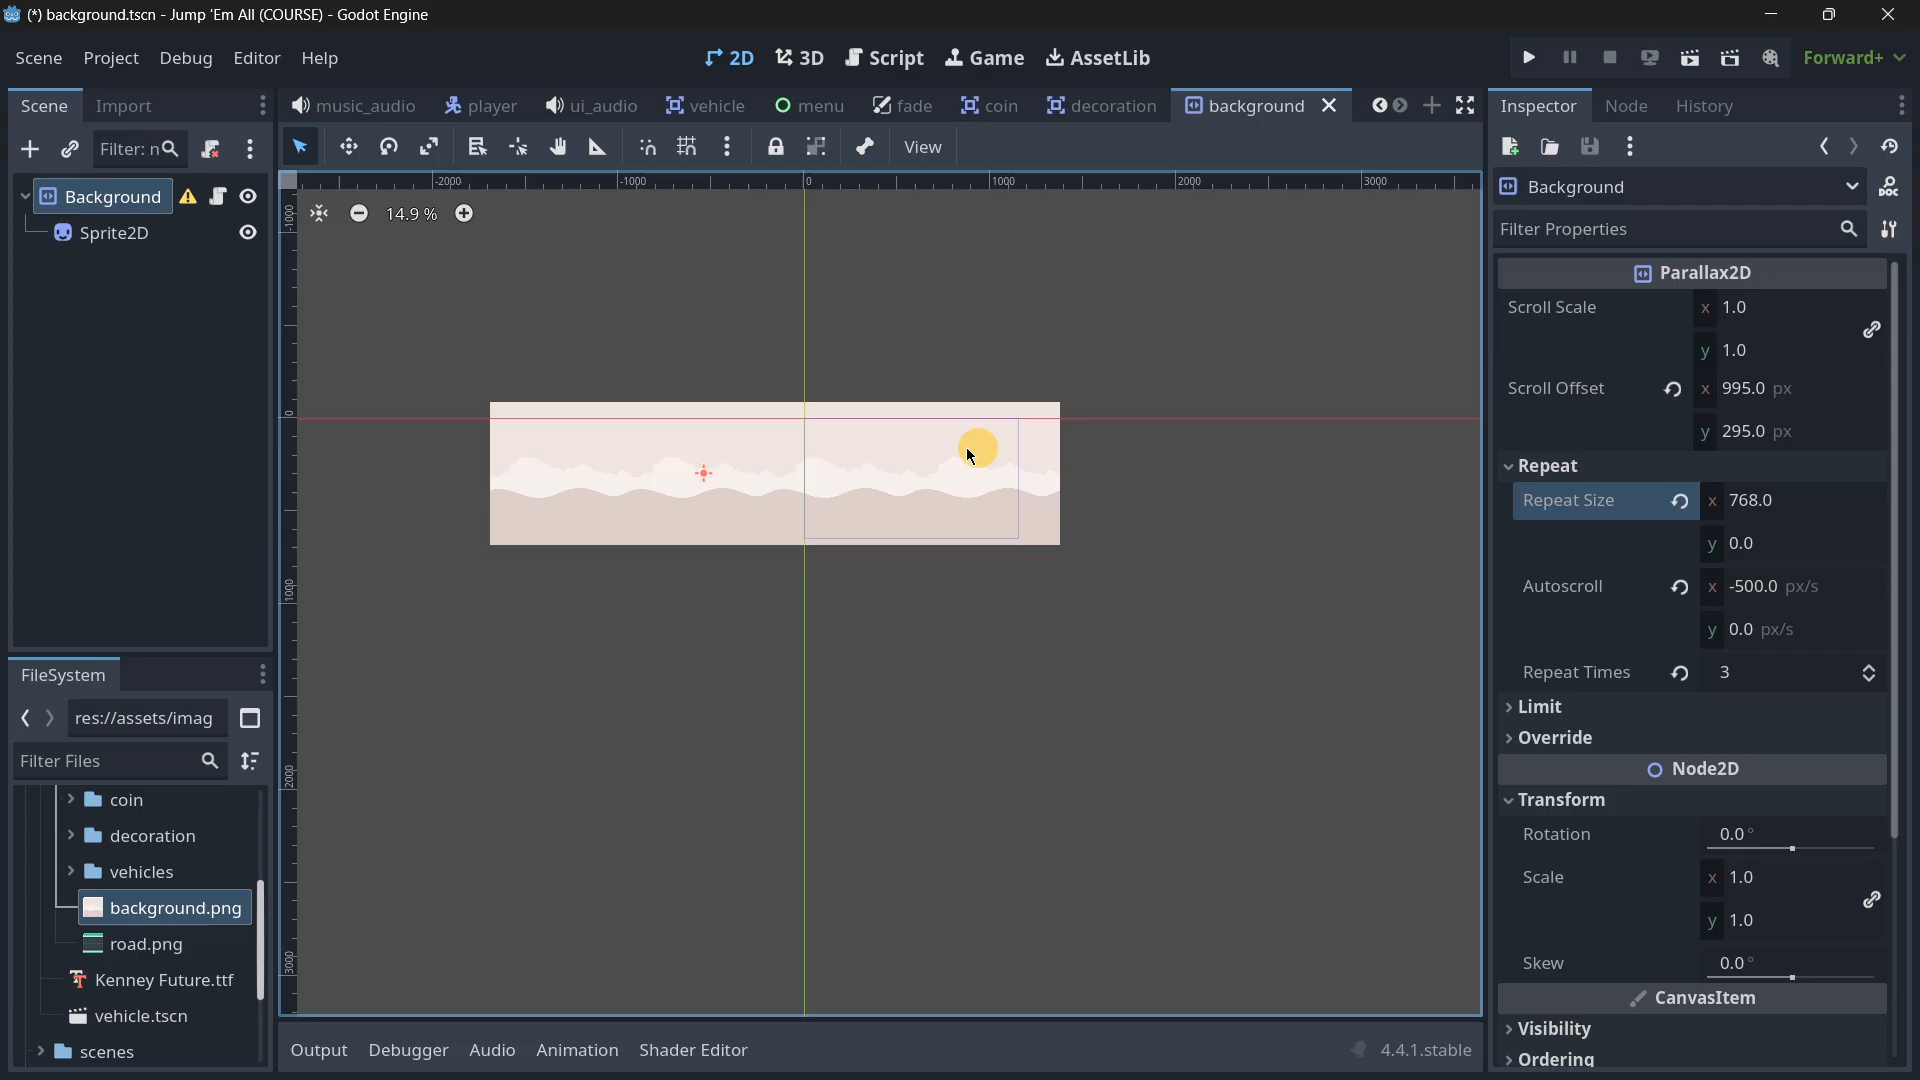 (*) background.tscn - Jump 'Em All (COURSE) - Godot Engine
Scene Project Debug Editor Help
2D 3D Script Game AssetLib
Forward+
Scene Import
music_audio player ui_audio vehicle menu fade coin decoration background
Inspector Node History
Filter: n
View
Background
Sprite2D
-2000 -1000 0 1000 2000 3000
-1000
0
1000
2000
3000
14.9 %
Background
Filter Properties
Parallax2D
Scroll Scale x 1.0
y 1.0
Scroll Offset x 995.0 px
y 295.0 px
Repeat
Repeat Size x 768.0
y 0.0
Autoscroll x -500.0 px/s
y 0.0 px/s
Repeat Times 3
Limit
Override
Node2D
Transform
Rotation 0.0 °
Scale x 1.0
y 1.0
Skew 0.0 °
CanvasItem
Visibility
Ordering
FileSystem
res://assets/imag
Filter Files
coin
decoration
vehicles
background.png
road.png
Kenney Future.ttf
vehicle.tscn
scenes
Output Debugger Audio Animation Shader Editor
4.4.1.stable